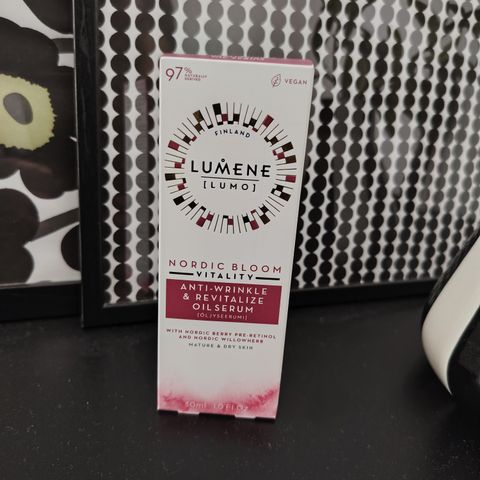 97%
NATURALLY
DERIVED
VEGAN
FINLAND
LUMENE
[LUMO]
NORDIC BLOOM
VITALITY
ANTI-WRINKLE
& REVITALIZE
OIL SERUM
[ÖLJYSEERUMI]
WITH NORDIC BERRY PRE-RETINOL
AND NORDIC WILLOWHERB
MATURE & DRY SKIN
30ml 1.0 Fl.Oz